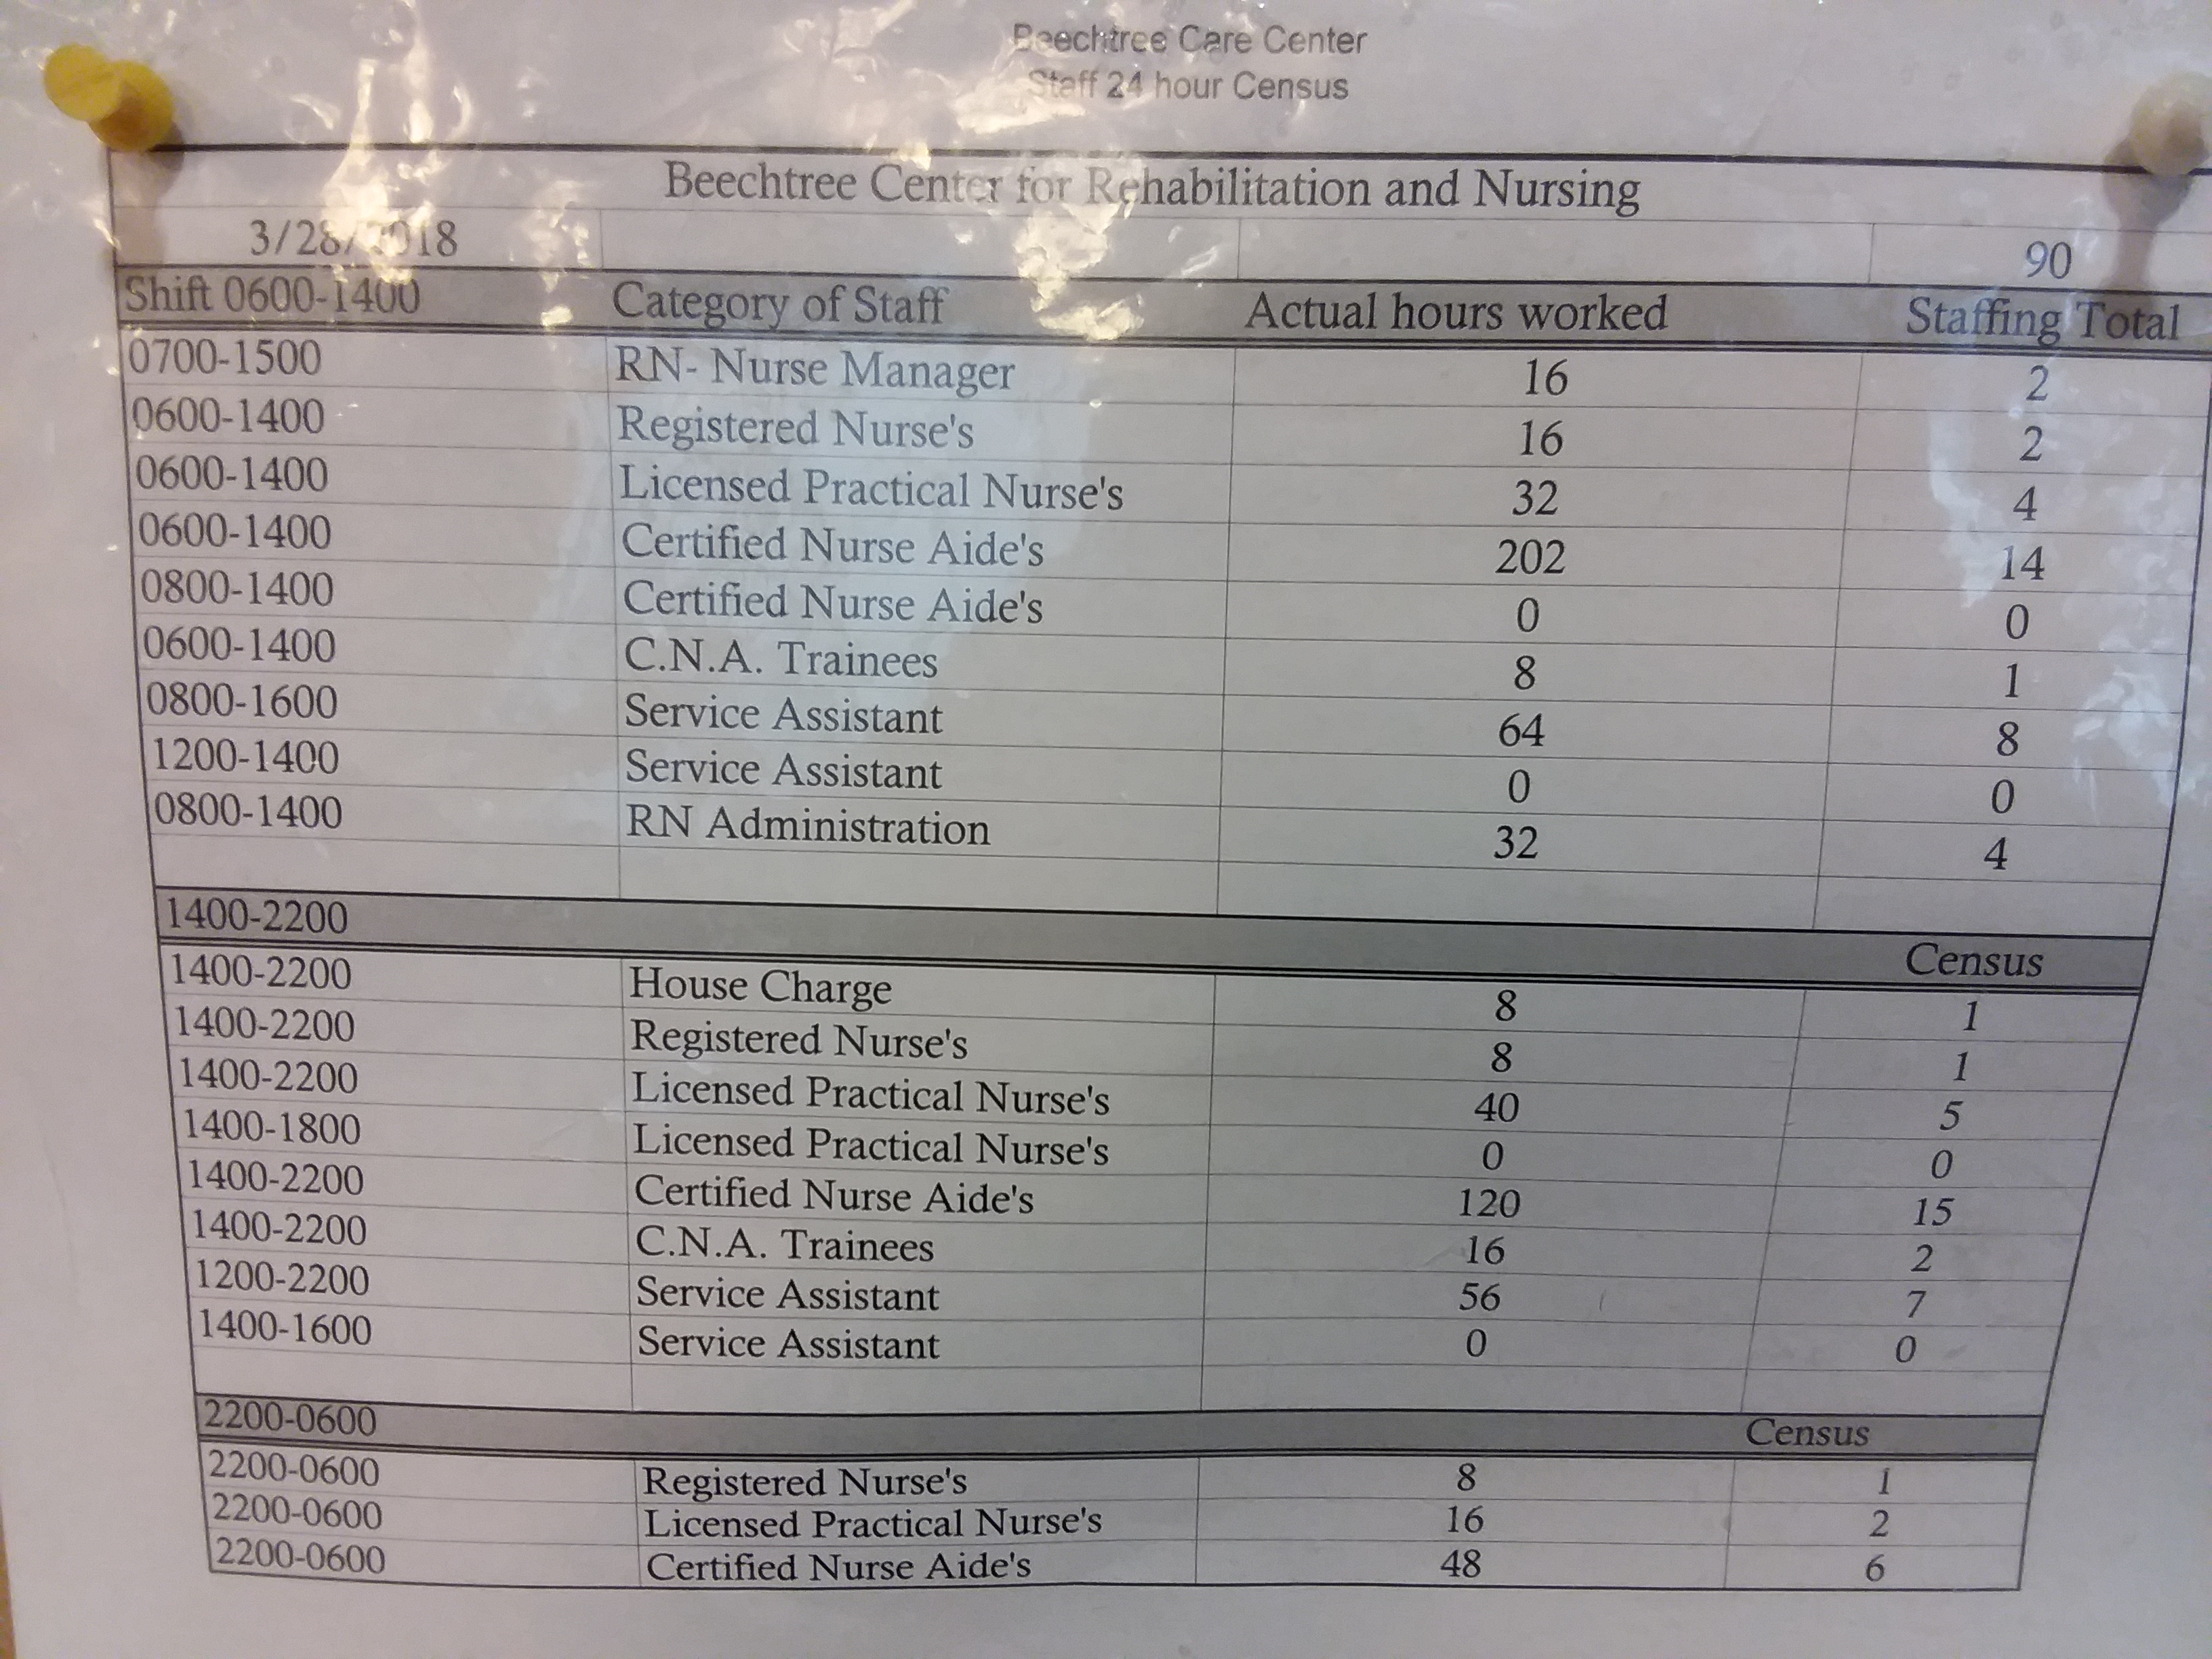 Beechtree Care Center
Staff 24 hour Census
Beechtree Center for Rehabilitation and Nursing
3/28/2018 90
Shift 0600-1400 Category of Staff Actual hours worked Staffing Total
0700-1500 RN- Nurse Manager 16 2
0600-1400 Registered Nurse's 16 2
0600-1400 Licensed Practical Nurse's 32 4
0600-1400 Certified Nurse Aide's 202 14
0800-1400 Certified Nurse Aide's 0 0
0600-1400 C.N.A. Trainees 8 1
0800-1600 Service Assistant 64 8
1200-1400 Service Assistant 0 0
0800-1400 RN Administration 32 4
1400-2200 Census
1400-2200 House Charge 8 1
1400-2200 Registered Nurse's 8 1
1400-2200 Licensed Practical Nurse's 40 5
1400-1800 Licensed Practical Nurse's 0 0
1400-2200 Certified Nurse Aide's 120 15
1400-2200 C.N.A. Trainees 16 2
1200-2200 Service Assistant 56 7
1400-1600 Service Assistant 0 0
2200-0600 Census
2200-0600 Registered Nurse's 8 1
2200-0600 Licensed Practical Nurse's 16 2
2200-0600 Certified Nurse Aide's 48 6